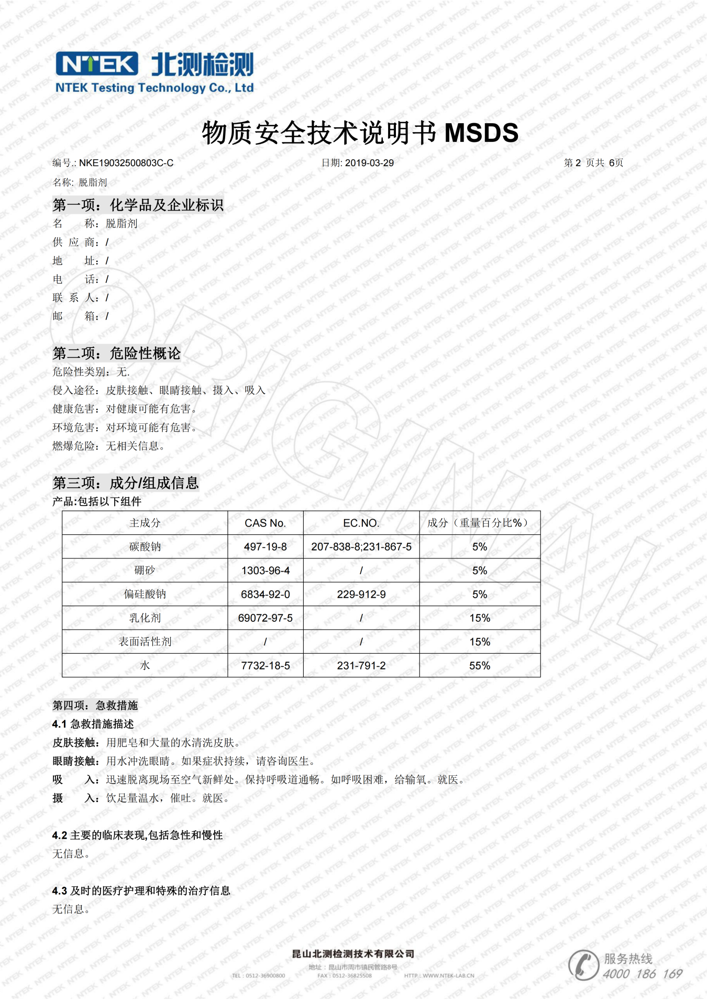 NTEK 北测检测
NTEK Testing Technology Co., Ltd
物质安全技术说明书 MSDS
编号.: NKE19032500803C-C 日期: 2019-03-29 第 2 页共 6页
名称: 脱脂剂
第一项：化学品及企业标识
名 称：脱脂剂
供 应 商：/
地 址：/
电 话：/
联 系 人：/
邮 箱：/
第二项：危险性概论
危险性类别：无.
侵入途径：皮肤接触、眼睛接触、摄入、吸入
健康危害：对健康可能有危害。
环境危害：对环境可能有危害。
燃爆危险：无相关信息。
第三项：成分/组成信息
产品:包括以下组件
主成分 CAS No. EC.NO. 成分（重量百分比%）
碳酸钠 497-19-8 207-838-8;231-867-5 5%
硼砂 1303-96-4 / 5%
偏硅酸钠 6834-92-0 229-912-9 5%
乳化剂 69072-97-5 / 15%
表面活性剂 / / 15%
水 7732-18-5 231-791-2 55%
第四项：急救措施
4.1 急救措施描述
皮肤接触：用肥皂和大量的水清洗皮肤。
眼睛接触：用水冲洗眼睛。如果症状持续，请咨询医生。
吸 入：迅速脱离现场至空气新鲜处。保持呼吸道通畅。如呼吸困难，给输氧。就医。
摄 入：饮足量温水，催吐。就医。
4.2 主要的临床表现,包括急性和慢性
无信息。
4.3 及时的医疗护理和特殊的治疗信息
无信息。
ORIGINAL
昆山北测检测技术有限公司
地址：昆山市周市镇民管路8号
TEL : 0512-36900800 FAX : 0512-36825508 HTTP : WWW.NTEK-LAB.CN
服务热线
4000 186 169